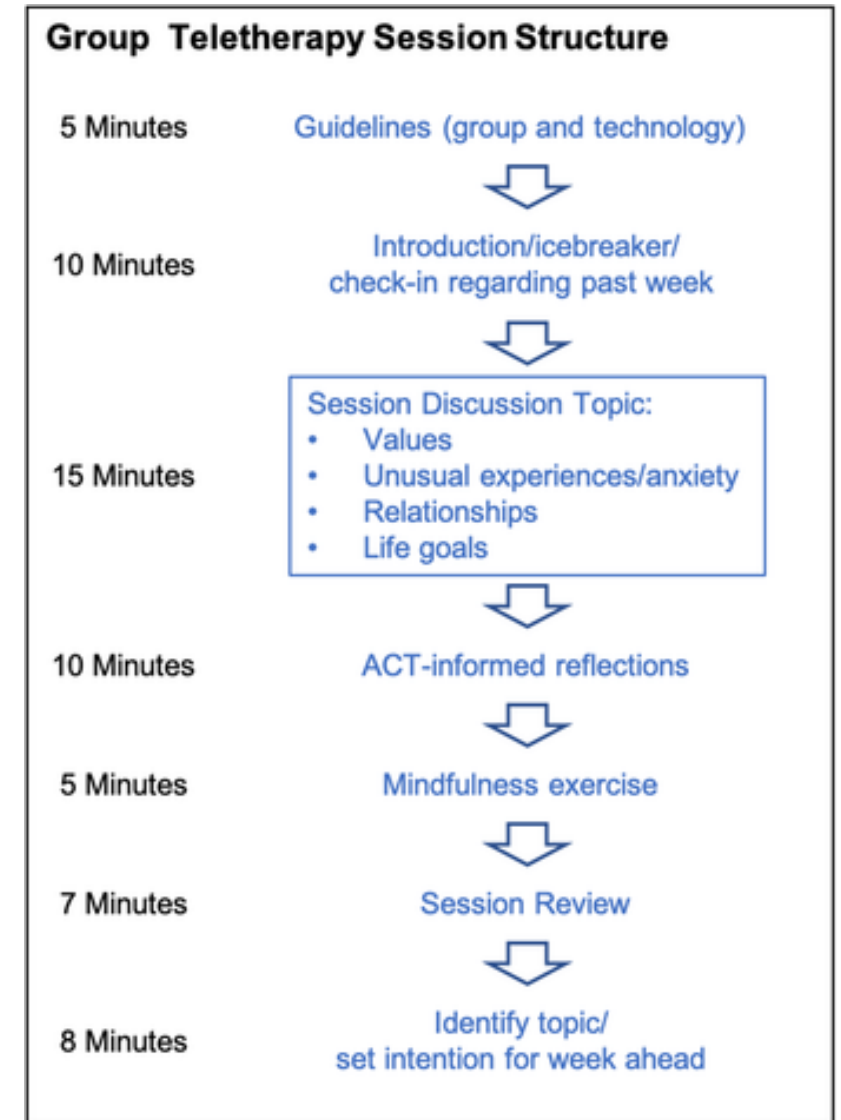 Group Teletherapy Session Structure
5 Minutes
Guidelines (group and technology)
10 Minutes
Introduction/icebreaker/
check-in regarding past week
15 Minutes
Session Discussion Topic:
• Values
• Unusual experiences/anxiety
• Relationships
• Life goals
10 Minutes
ACT-informed reflections
5 Minutes
Mindfulness exercise
7 Minutes
Session Review
8 Minutes
Identify topic/
set intention for week ahead